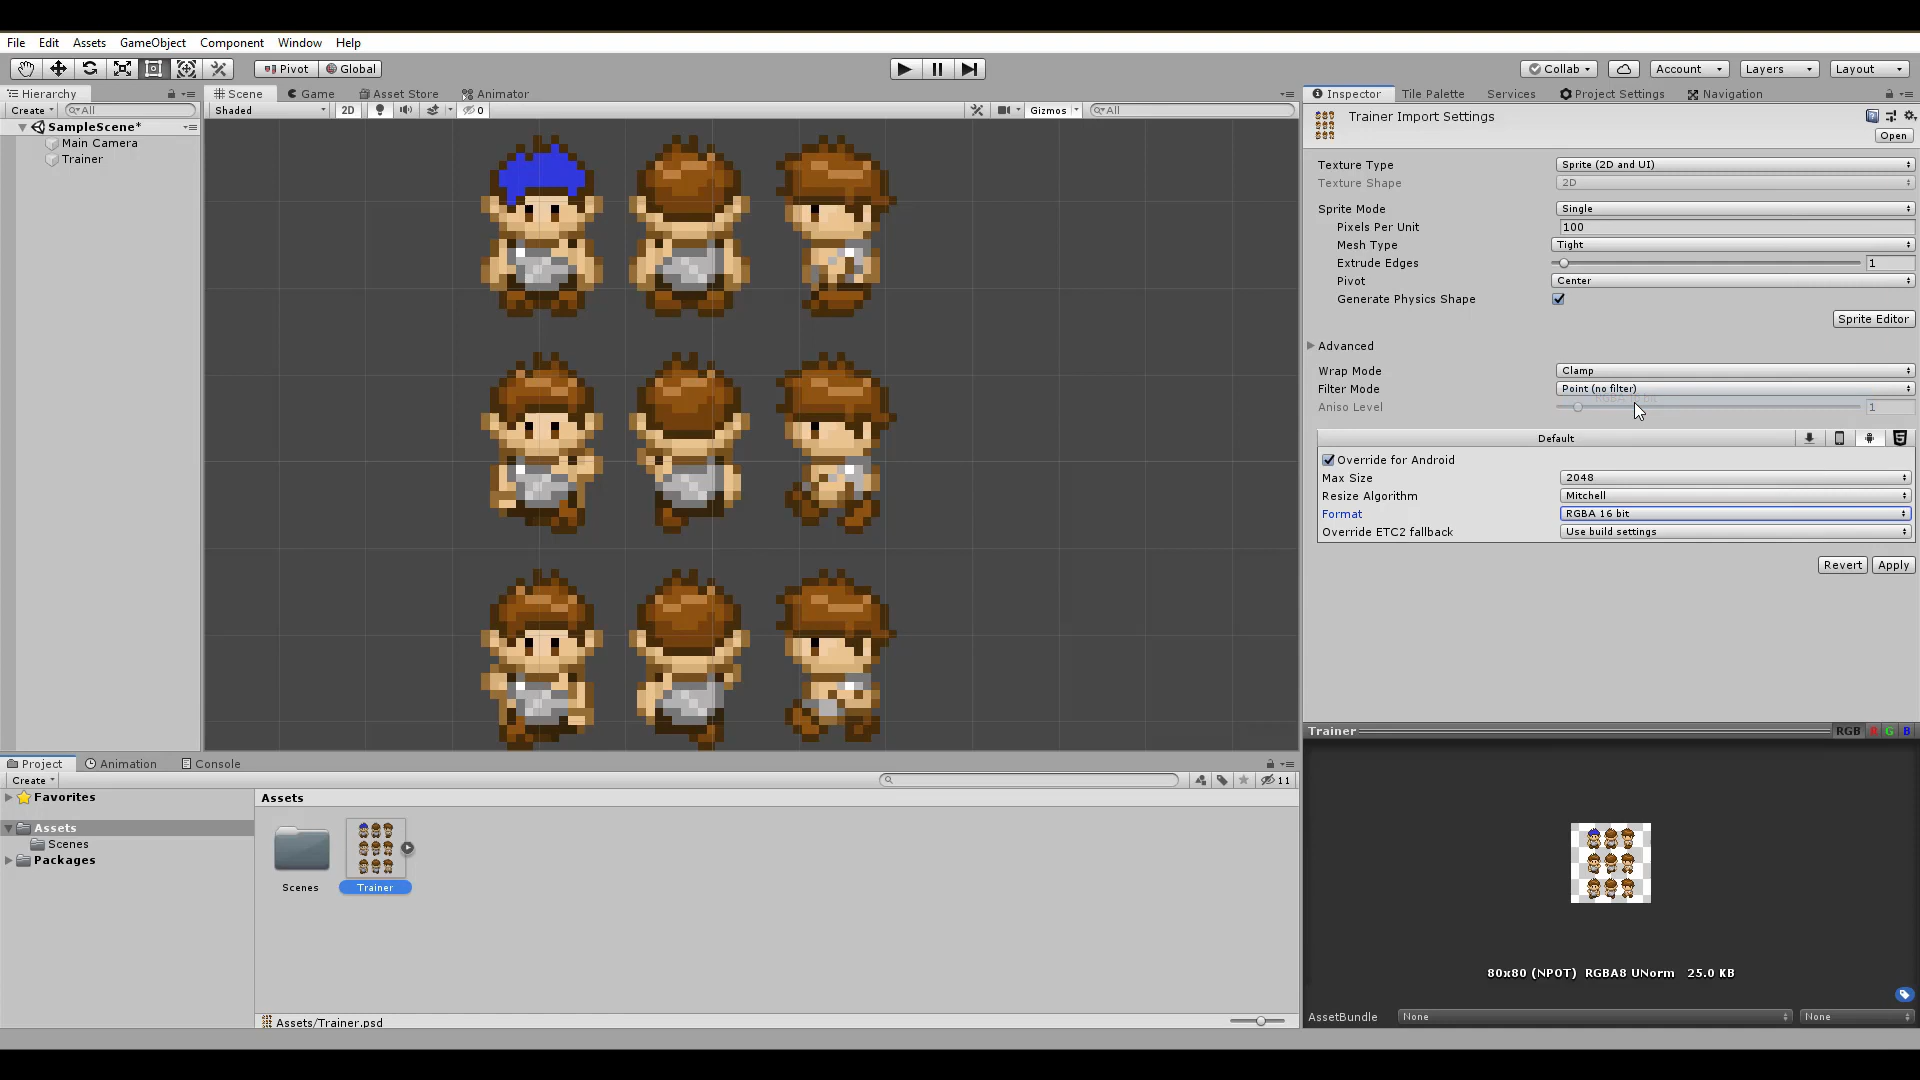 File Edit Assets GameObject Component Window Help
Pivot Global
Collab Account Layers Layout
Hierarchy
Create All
SampleScene*
Main Camera
Trainer
Scene Game Asset Store Animator
Shaded 2D 0 Gizmos All
Inspector Tile Palette Services Project Settings Navigation
Trainer Import Settings
Open
Texture Type Sprite (2D and UI)
Texture Shape 2D
Sprite Mode Single
Pixels Per Unit 100
Mesh Type Tight
Extrude Edges 1
Pivot Center
Generate Physics Shape
Sprite Editor
Advanced
Wrap Mode Clamp
Filter Mode Point (no filter)
Aniso Level 1
Default
Override for Android
Max Size 2048
Resize Algorithm Mitchell
Format RGBA 16 bit
Override ETC2 fallback Use build settings
Revert Apply
Trainer RGB R G B
80x80 (NPOT) RGBA8 UNorm 25.0 KB
AssetBundle None None
Project Animation Console
Create 11
Favorites
Assets
Scenes
Packages
Assets
Scenes Trainer
Assets/Trainer.psd